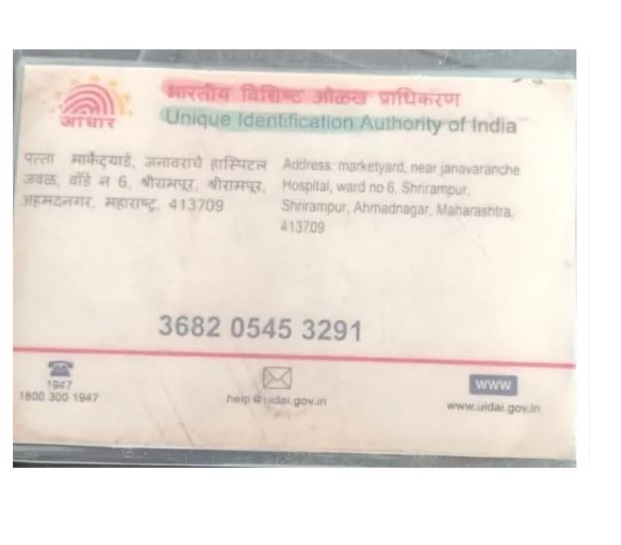 भारतीय विशिष्ट ओळख प्राधिकरण
Unique Identification Authority of India
आधार
पत्ता मार्केटयार्ड, जनावराचे हास्पिटल
जवळ, वॉर्ड न 6, श्रीरामपूर, श्रीरामपूर,
अहमदनगर, महाराष्ट्र, 413709
Address: marketyard, near janavaranche
Hospital, ward no 6, Shrirampur,
Shrirampur, Ahmadnagar, Maharashtra,
413709
3682 0545 3291
1947
1800 300 1947
help@uidai.gov.in
WWW
www.uidai.gov.in